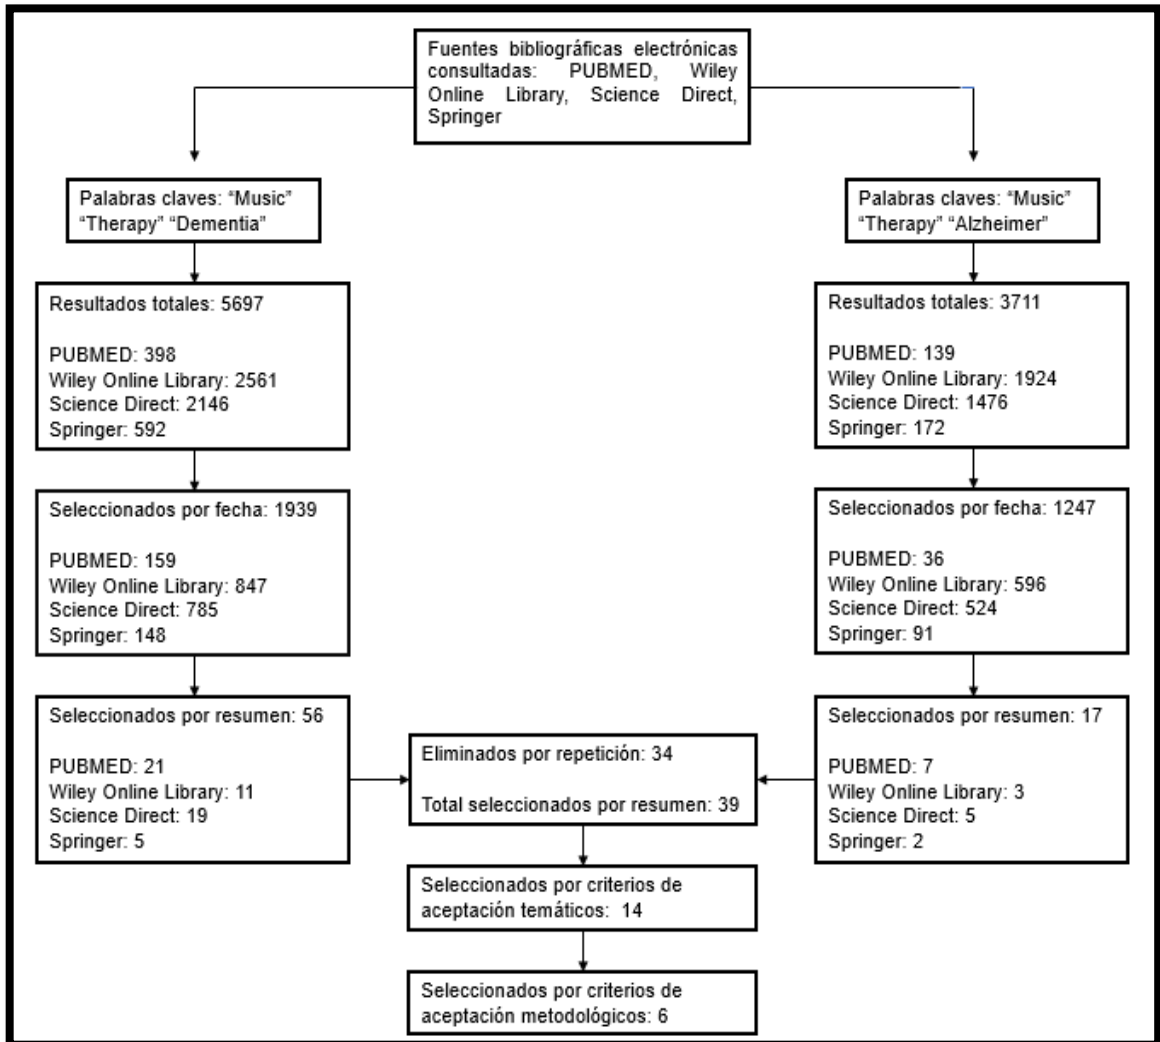 Fuentes bibliográficas electrónicas
consultadas: PUBMED, Wiley
Online Library, Science Direct,
Springer
Palabras claves: “Music”
“Therapy” “Dementia”
Resultados totales: 5697
PUBMED: 398
Wiley Online Library: 2561
Science Direct: 2146
Springer: 592
Seleccionados por fecha: 1939
PUBMED: 159
Wiley Online Library: 847
Science Direct: 785
Springer: 148
Seleccionados por resumen: 56
PUBMED: 21
Wiley Online Library: 11
Science Direct: 19
Springer: 5
Palabras claves: “Music”
“Therapy” “Alzheimer”
Resultados totales: 3711
PUBMED: 139
Wiley Online Library: 1924
Science Direct: 1476
Springer: 172
Seleccionados por fecha: 1247
PUBMED: 36
Wiley Online Library: 596
Science Direct: 524
Springer: 91
Seleccionados por resumen: 17
PUBMED: 7
Wiley Online Library: 3
Science Direct: 5
Springer: 2
Eliminados por repetición: 34
Total seleccionados por resumen: 39
Seleccionados por criterios de
aceptación temáticos: 14
Seleccionados por criterios de
aceptación metodológicos: 6